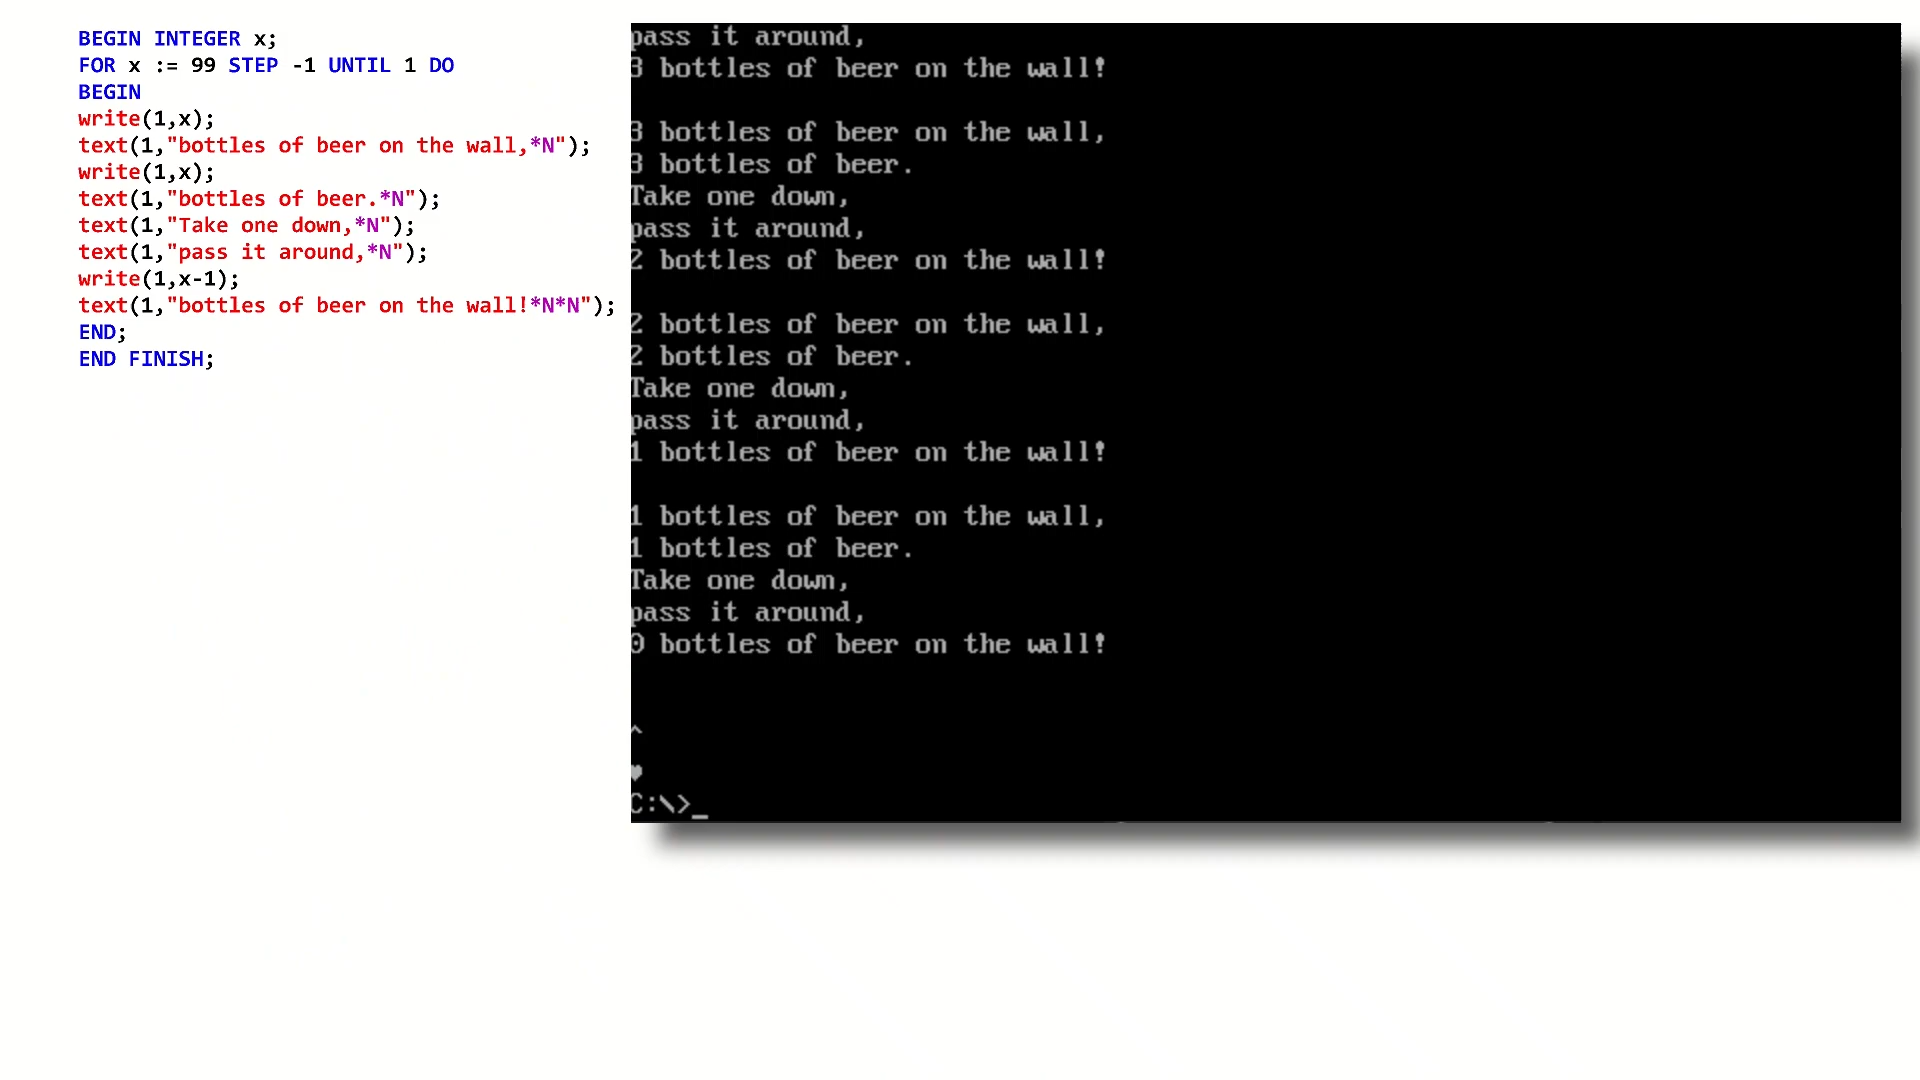 BEGIN INTEGER x;
FOR x := 99 STEP -1 UNTIL 1 DO
BEGIN
write(1,x);
text(1,"bottles of beer on the wall,*N");
write(1,x);
text(1,"bottles of beer.*N");
text(1,"Take one down,*N");
text(1,"pass it around,*N");
write(1,x-1);
text(1,"bottles of beer on the wall!*N*N");
END;
END FINISH;
pass it around,
3 bottles of beer on the wall!
3 bottles of beer on the wall,
3 bottles of beer.
Take one down,
pass it around,
2 bottles of beer on the wall!
2 bottles of beer on the wall,
2 bottles of beer.
Take one down,
pass it around,
1 bottles of beer on the wall!
1 bottles of beer on the wall,
1 bottles of beer.
Take one down,
pass it around,
0 bottles of beer on the wall!
^
♥
C:\>_